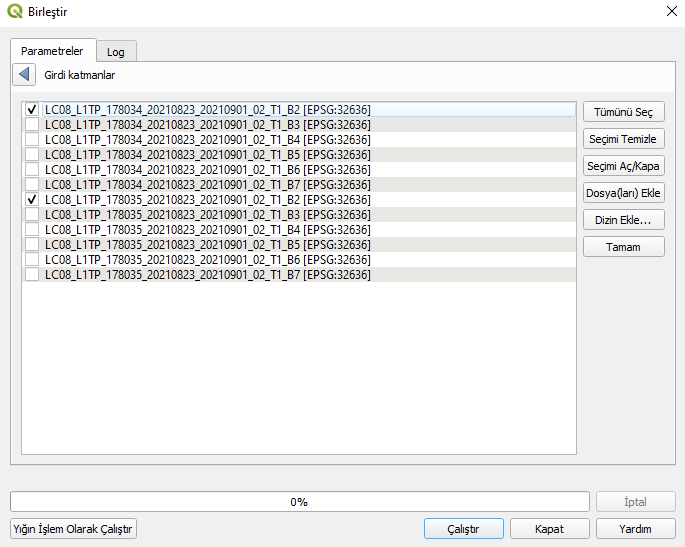 Birleştir
Parametreler
Log
Girdi katmanlar
LC08_L1TP_178034_20210823_20210901_02_T1_B2 [EPSG:32636]
LC08_L1TP_178034_20210823_20210901_02_T1_B3 [EPSG:32636]
LC08_L1TP_178034_20210823_20210901_02_T1_B4 [EPSG:32636]
LC08_L1TP_178034_20210823_20210901_02_T1_B5 [EPSG:32636]
LC08_L1TP_178034_20210823_20210901_02_T1_B6 [EPSG:32636]
LC08_L1TP_178034_20210823_20210901_02_T1_B7 [EPSG:32636]
LC08_L1TP_178035_20210823_20210901_02_T1_B2 [EPSG:32636]
LC08_L1TP_178035_20210823_20210901_02_T1_B3 [EPSG:32636]
LC08_L1TP_178035_20210823_20210901_02_T1_B4 [EPSG:32636]
LC08_L1TP_178035_20210823_20210901_02_T1_B5 [EPSG:32636]
LC08_L1TP_178035_20210823_20210901_02_T1_B6 [EPSG:32636]
LC08_L1TP_178035_20210823_20210901_02_T1_B7 [EPSG:32636]
Tümünü Seç
Seçimi Temizle
Seçimi Aç/Kapa
Dosya(ları) Ekle
Dizin Ekle...
Tamam
0%
İptal
Yığın İşlem Olarak Çalıştır
Çalıştır
Kapat
Yardım